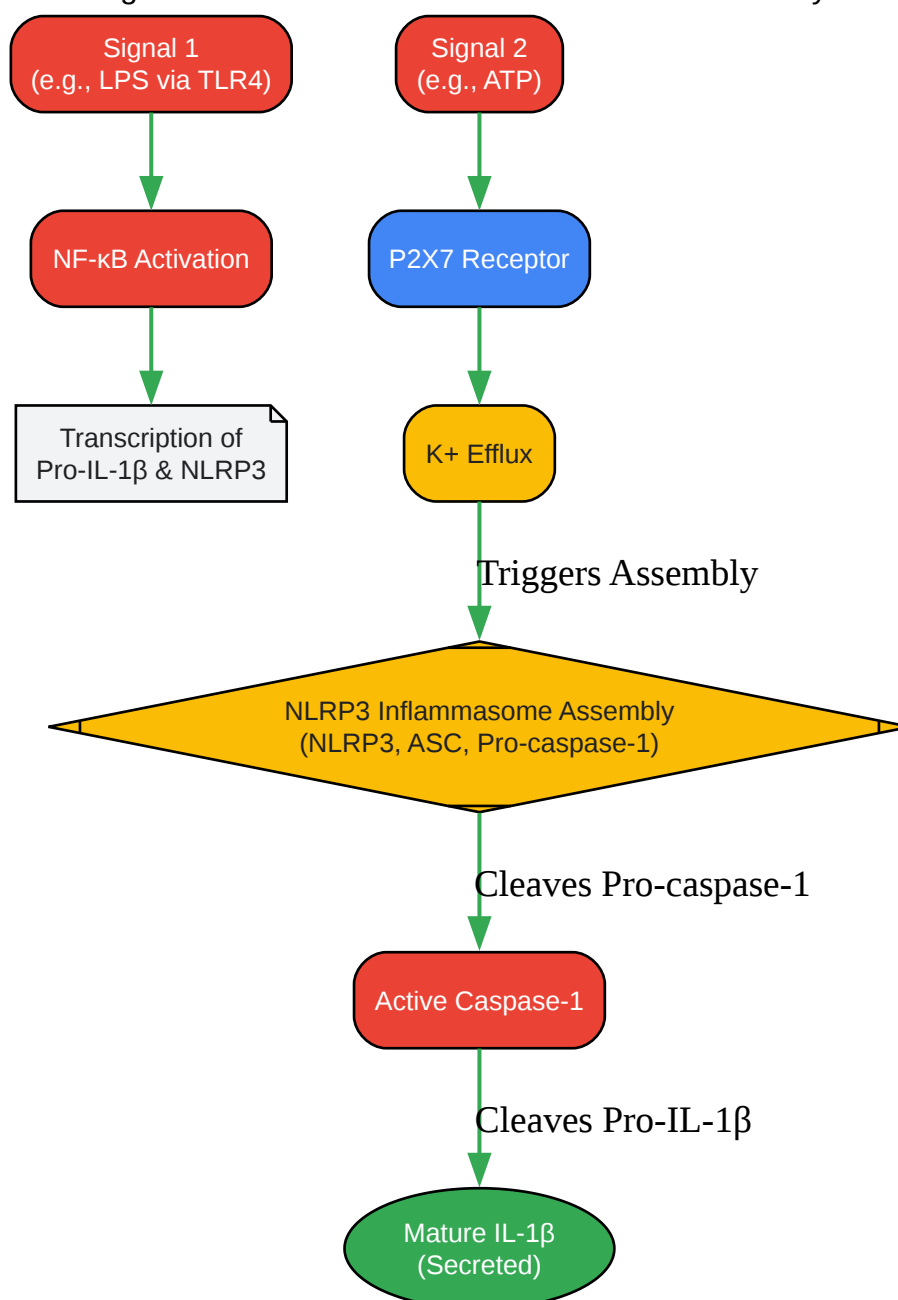 Signal 1
(e.g., LPS via TLR4)
Signal 2
(e.g., ATP)
NF-κB Activation
P2X7 Receptor
Transcription of
Pro-IL-1β & NLRP3
K+ Efflux
Triggers Assembly
NLRP3 Inflammasome Assembly
(NLRP3, ASC, Pro-caspase-1)
Cleaves Pro-caspase-1
Active Caspase-1
Cleaves Pro-IL-1β
Mature IL-1β
(Secreted)